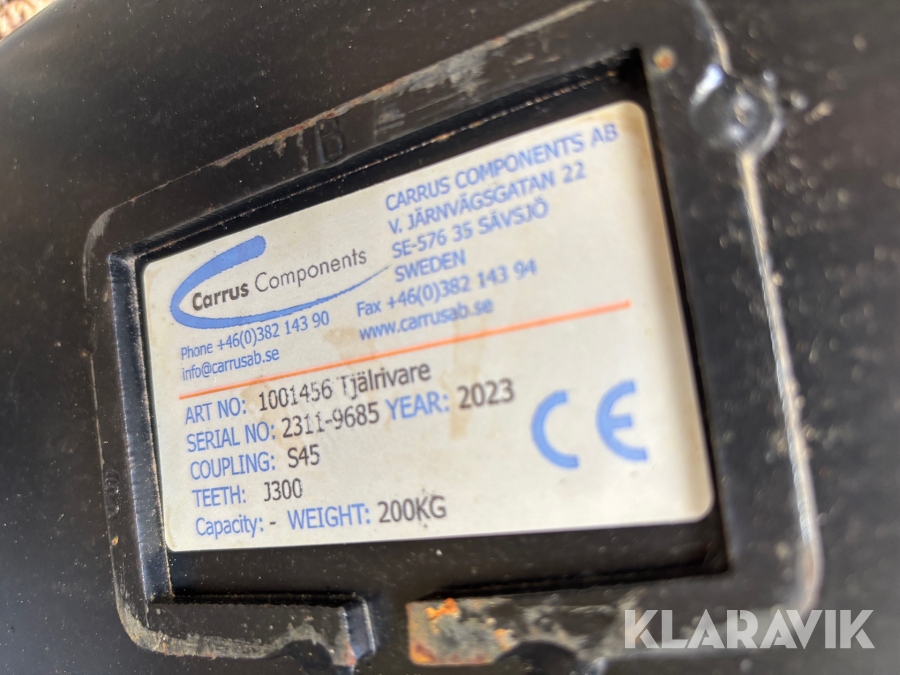 B
CARRUS COMPONENTS AB
V. JÄRNVÄGSGATAN 22
SE-576 35 SÄVSJÖ
SWEDEN
Carrus Components
Phone +46(0)382 143 90
Fax +46(0)382 143 94
info@carrusab.se
www.carrusab.se
ART NO: 1001456 Tjälrivare
SERIAL NO: 2311-9685 YEAR: 2023
COUPLING: S45
TEETH: J300
Capacity: - WEIGHT: 200KG
CE
KLARAVIK